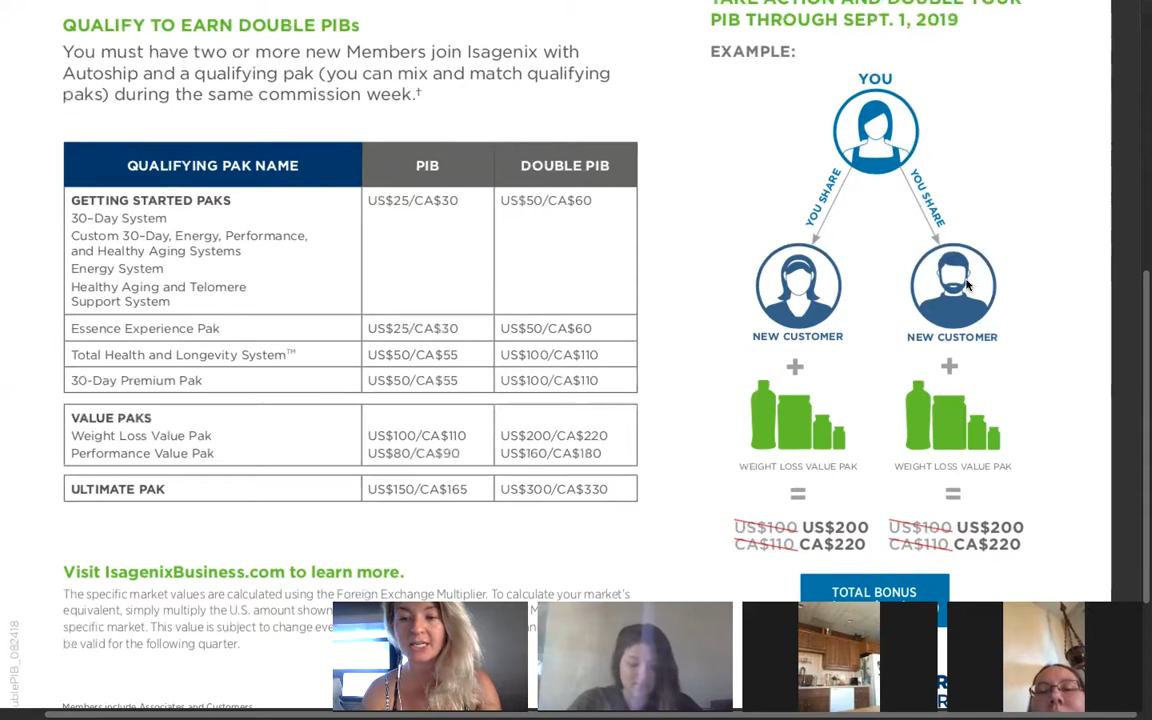 QUALIFY TO EARN DOUBLE PIBs
You must have two or more new Members join Isagenix with
Autoship and a qualifying pak (you can mix and match qualifying
paks) during the same commission week.†
QUALIFYING PAK NAME PIB DOUBLE PIB
GETTING STARTED PAKS US$25/CA$30 US$50/CA$60
30-Day System
Custom 30-Day, Energy, Performance,
and Healthy Aging Systems
Energy System
Healthy Aging and Telomere
Support System
Essence Experience Pak US$25/CA$30 US$50/CA$60
Total Health and Longevity System™ US$50/CA$55 US$100/CA$110
30-Day Premium Pak US$50/CA$55 US$100/CA$110
VALUE PAKS
Weight Loss Value Pak US$100/CA$110 US$200/CA$220
Performance Value Pak US$80/CA$90 US$160/CA$180
ULTIMATE PAK US$150/CA$165 US$300/CA$330
Visit IsagenixBusiness.com to learn more.
The specific market values are calculated using the Foreign Exchange Multiplier. To calculate your market's
equivalent, simply multiply the U.S. amount shown
specific market. This value is subject to change
be valid for the following quarter.
Members include Associates and Customers
TAKE ACTION AND DOUBLE YOUR
PIB THROUGH SEPT. 1, 2019
EXAMPLE:
YOU
YOU SHARE YOU SHARE
NEW CUSTOMER NEW CUSTOMER
+ +
WEIGHT LOSS VALUE PAK WEIGHT LOSS VALUE PAK
= =
US$100 US$200 US$100 US$200
CA$110 CA$220 CA$110 CA$220
TOTAL BONUS